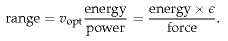 range = v_opt energy/power = energy × ϵ/force.